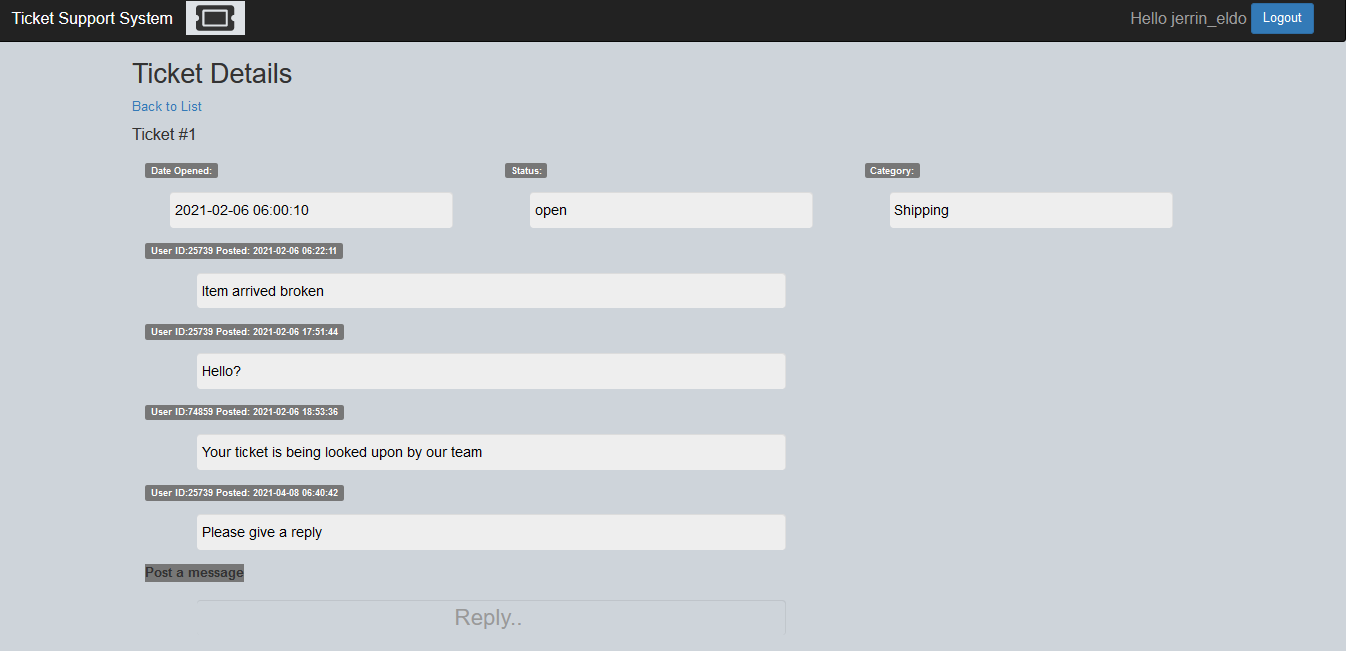 Ticket Support System Hello jerrin_eldo Logout
Ticket Details
Back to List
Ticket #1
Date Opened: Status: Category:
2021-02-06 06:00:10 open Shipping
User ID:25739 Posted: 2021-02-06 06:22:11
Item arrived broken
User ID:25739 Posted: 2021-02-06 17:51:44
Hello?
User ID:74859 Posted: 2021-02-06 18:53:36
Your ticket is being looked upon by our team
User ID:25739 Posted: 2021-04-08 06:40:42
Please give a reply
Post a message
Reply..